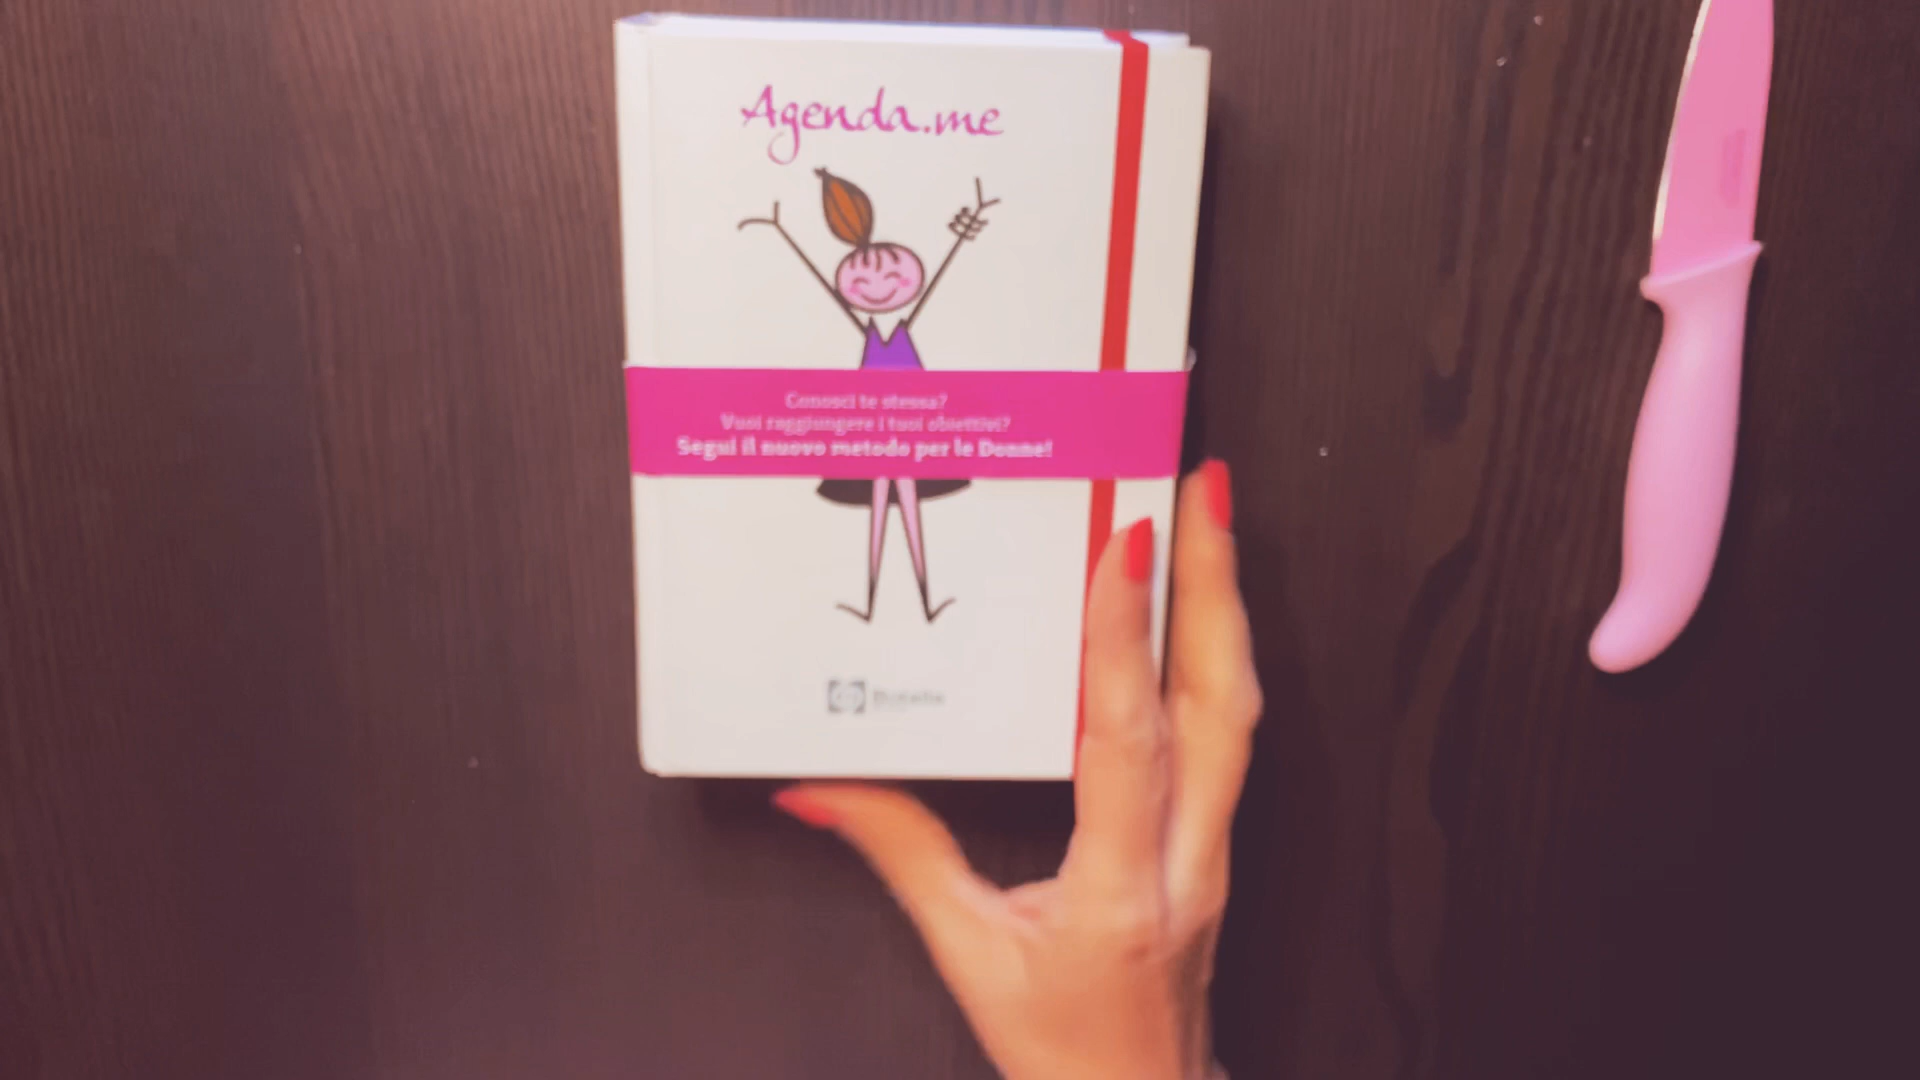 Agenda.me
Conosci te stessa?
Vuoi raggiungere i tuoi obiettivi?
Segui il nuovo metodo per le Donne!